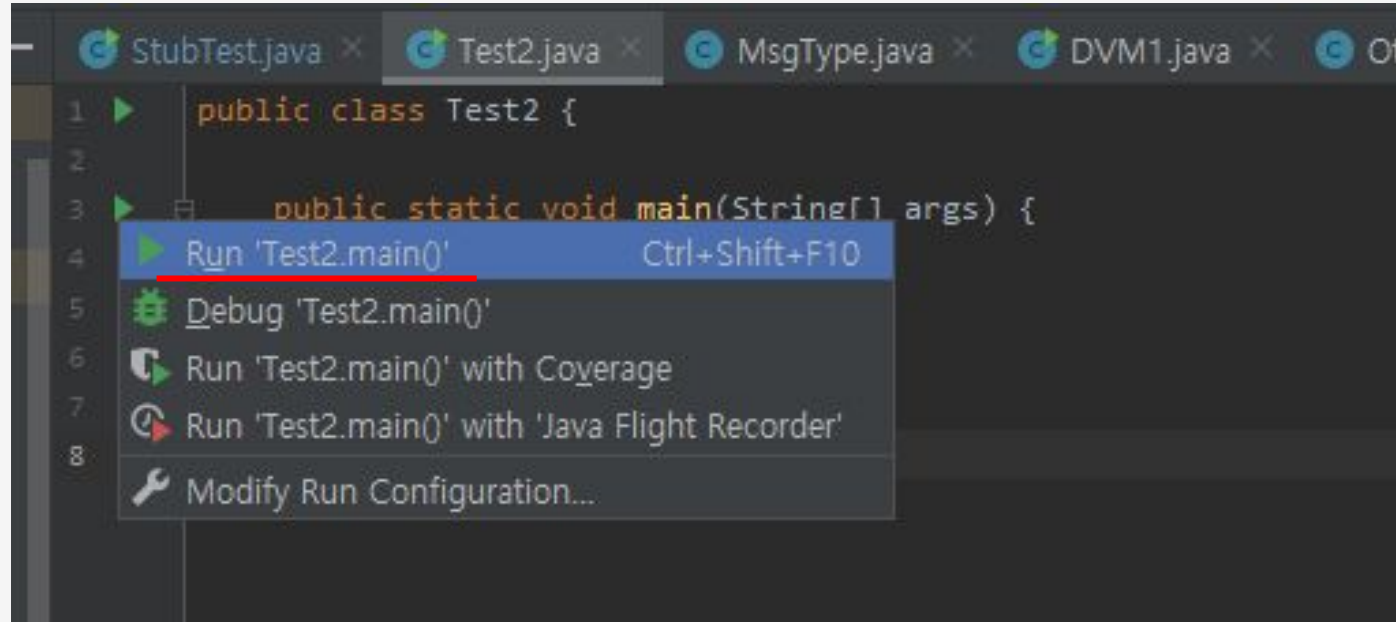 StubTest.java Test2.java MsgType.java DVM1.java
1 public class Test2 {
2
3 public static void main(String[] args) {
4 Run 'Test2.main()' Ctrl+Shift+F10
5 Debug 'Test2.main()'
6 Run 'Test2.main()' with Coverage
7 Run 'Test2.main()' with 'Java Flight Recorder'
8
Modify Run Configuration...